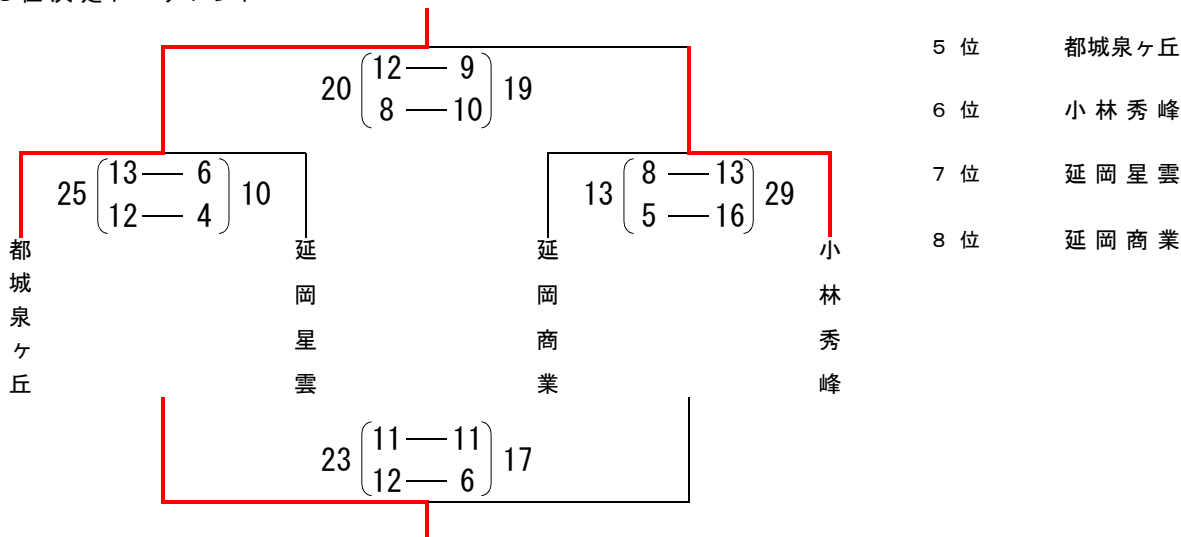 20 12 — 9 19
8 — 10
25 13 — 6 10
12 — 4
13 8 — 13 29
5 — 16
都城泉ヶ丘
延岡星雲
延岡商業
小林秀峰
23 11 — 11 17
12 — 6
5 位 都城泉ヶ丘
6 位 小 林 秀 峰
7 位 延 岡 星 雲
8 位 延 岡 商 業